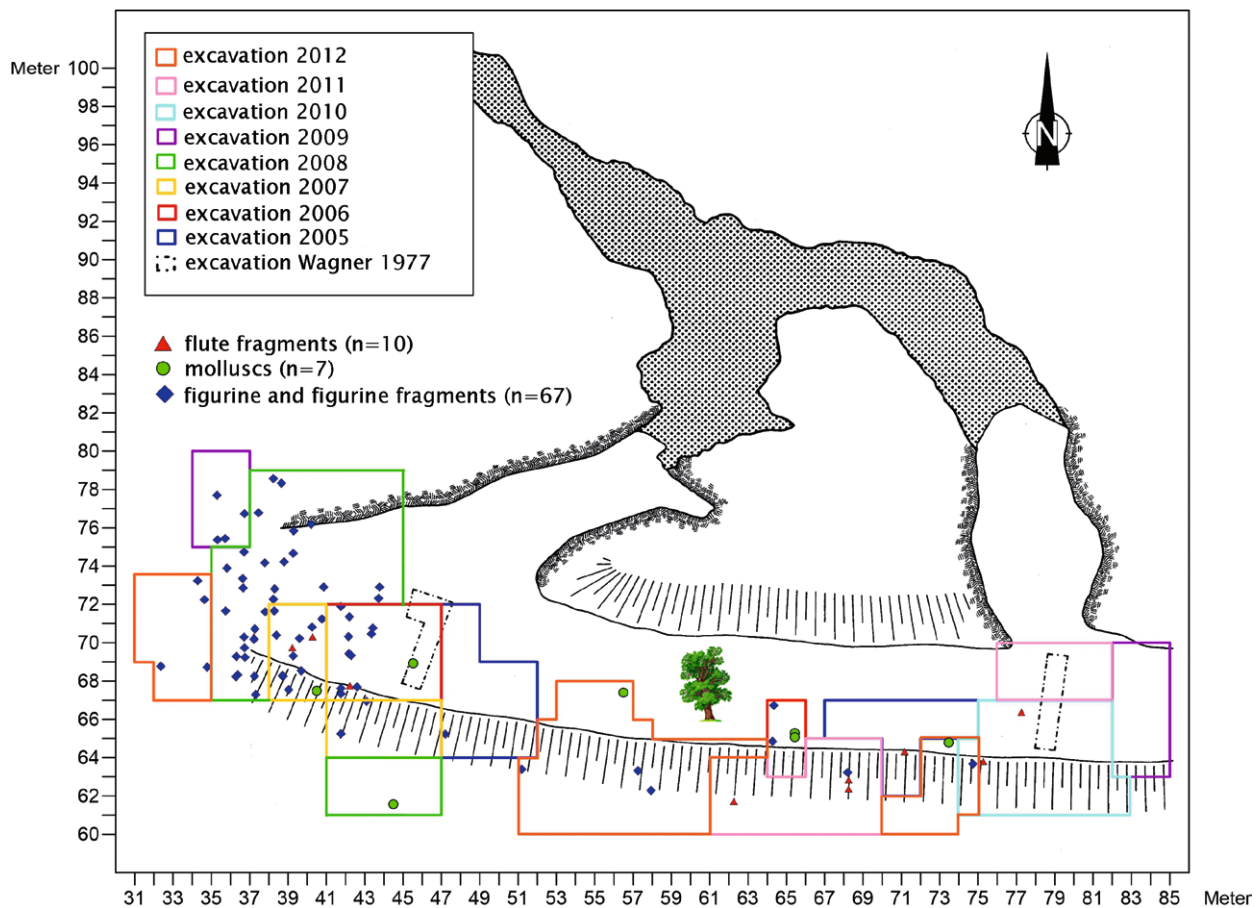 Meter 100
98
96
94
92
90
88
86
84
82
80
78
76
74
72
70
68
66
64
62
60
excavation 2012
excavation 2011
excavation 2010
excavation 2009
excavation 2008
excavation 2007
excavation 2006
excavation 2005
excavation Wagner 1977
flute fragments (n=10)
molluscs (n=7)
figurine and figurine fragments (n=67)
N
31 33 35 37 39 41 43 45 47 49 51 53 55 57 59 61 63 65 67 69 71 73 75 77 79 81 83 85 Meter